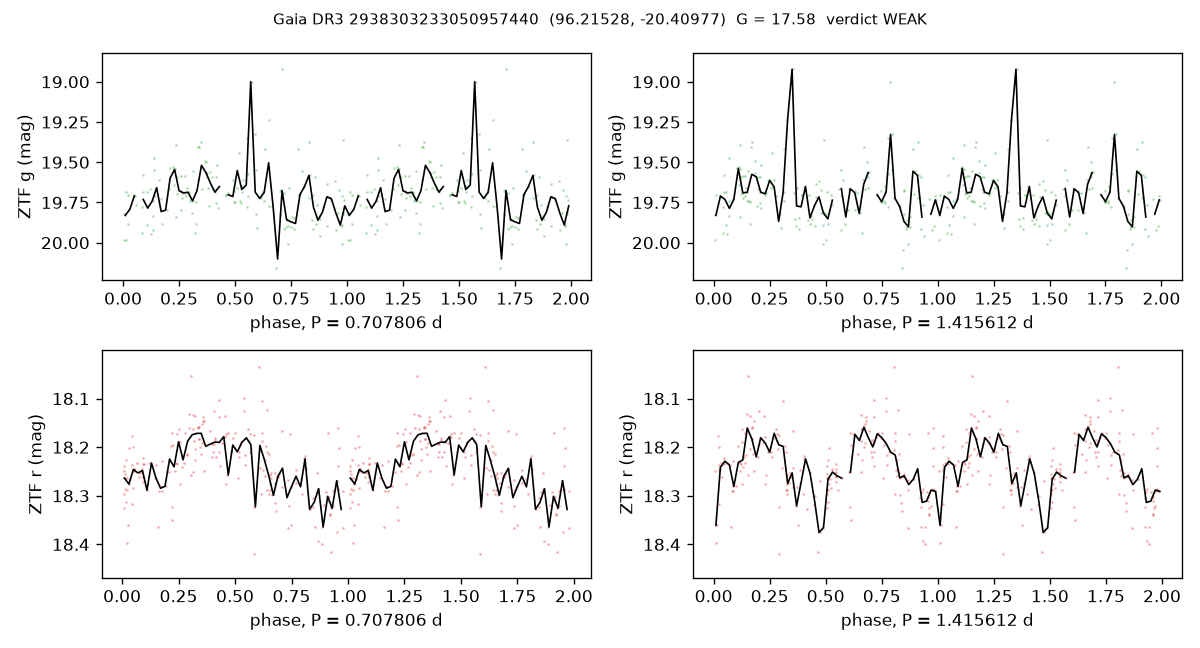 Gaia DR3 2938303233050957440  (96.21528, -20.40977)  G = 17.58  verdict WEAK
ZTF g (mag)
19.00
19.25
19.50
19.75
20.00
0.00 0.25 0.50 0.75 1.00 1.25 1.50 1.75 2.00
phase, P = 0.707806 d
ZTF g (mag)
19.00
19.25
19.50
19.75
20.00
0.00 0.25 0.50 0.75 1.00 1.25 1.50 1.75 2.00
phase, P = 1.415612 d
ZTF r (mag)
18.1
18.2
18.3
18.4
0.00 0.25 0.50 0.75 1.00 1.25 1.50 1.75 2.00
phase, P = 0.707806 d
ZTF r (mag)
18.1
18.2
18.3
18.4
0.00 0.25 0.50 0.75 1.00 1.25 1.50 1.75 2.00
phase, P = 1.415612 d